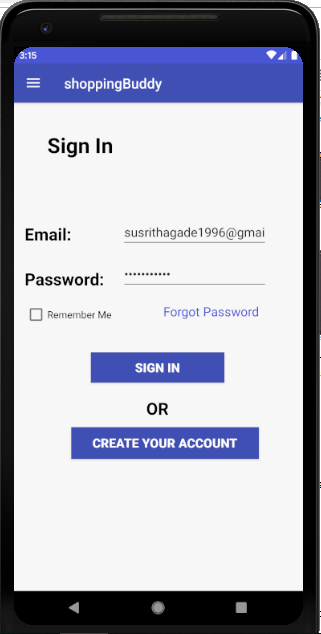 3:15
shoppingBuddy
Sign In
Email: susrithagade1996@gmai
Password: •••••••••••
Remember Me Forgot Password
SIGN IN
OR
CREATE YOUR ACCOUNT